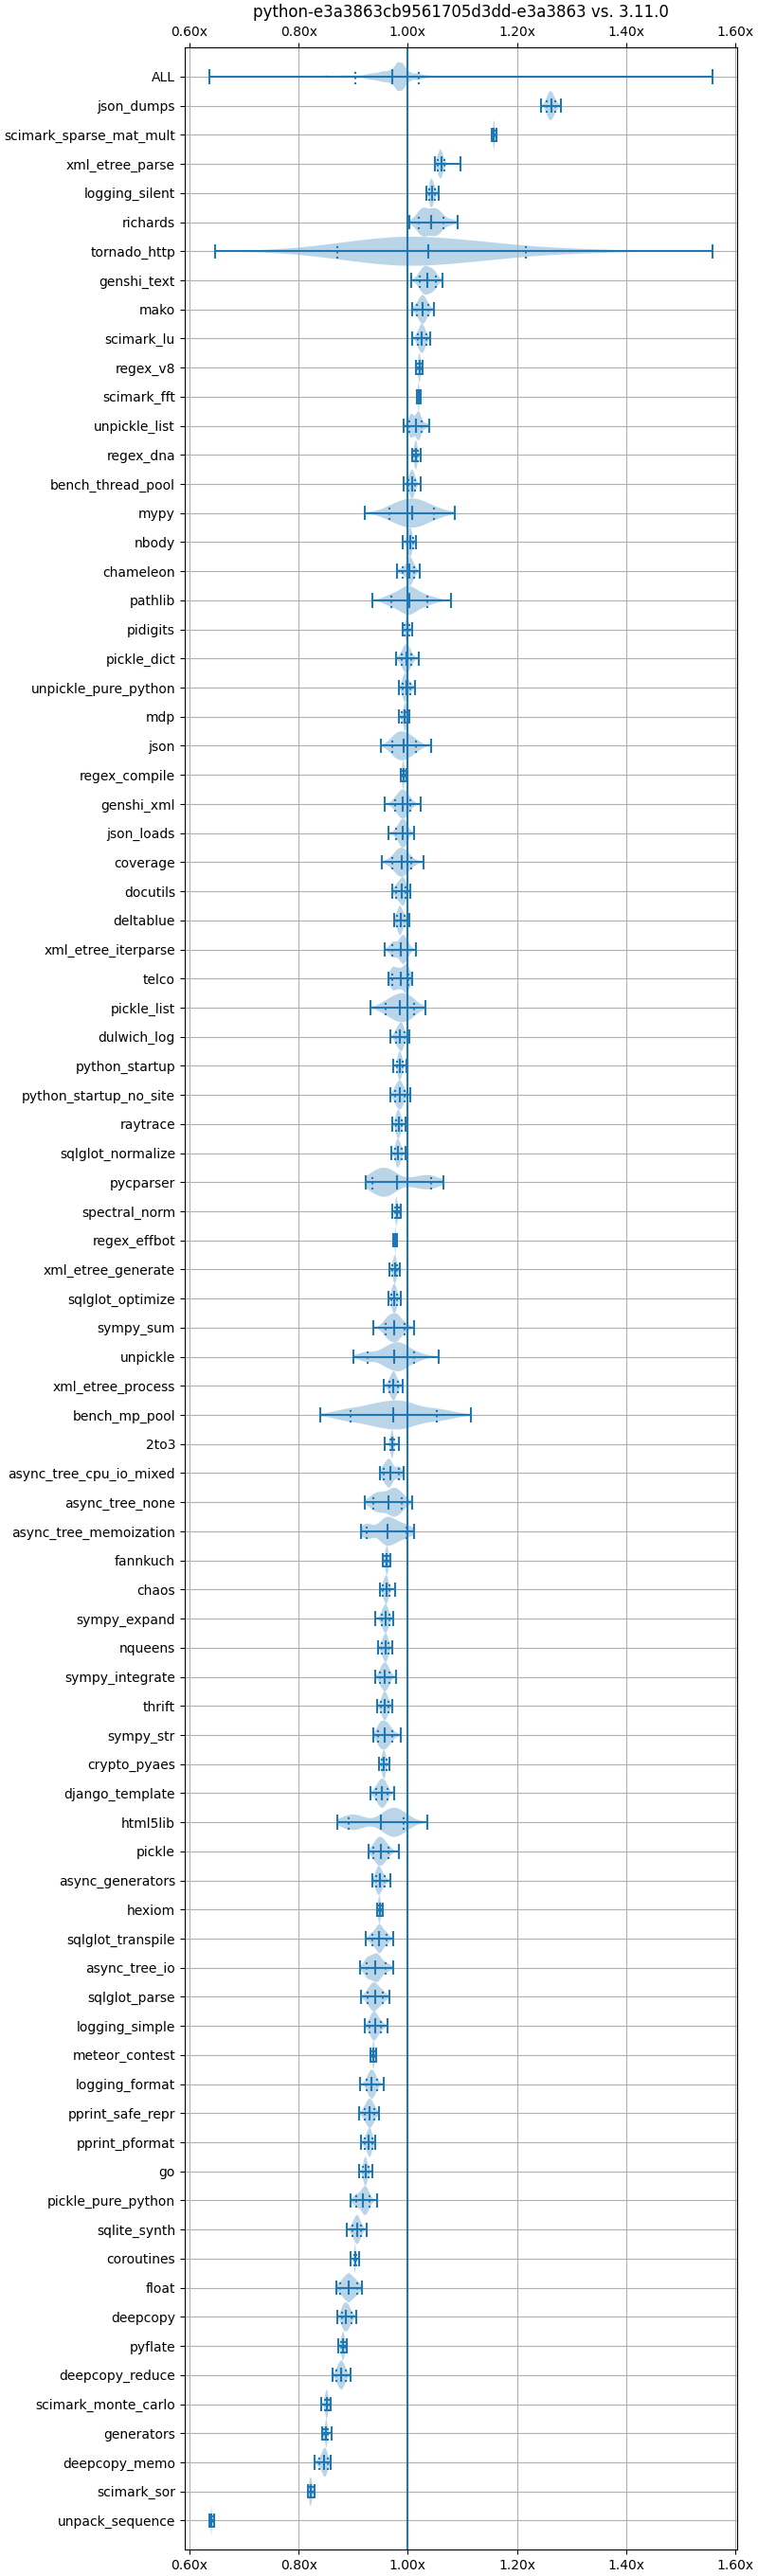 python-e3a3863cb9561705d3dd-e3a3863 vs. 3.11.0
0.60x 0.80x 1.00x 1.20x 1.40x 1.60x
ALL
json_dumps
scimark_sparse_mat_mult
xml_etree_parse
logging_silent
richards
tornado_http
genshi_text
mako
scimark_lu
regex_v8
scimark_fft
unpickle_list
regex_dna
bench_thread_pool
mypy
nbody
chameleon
pathlib
pidigits
pickle_dict
unpickle_pure_python
mdp
json
regex_compile
genshi_xml
json_loads
coverage
docutils
deltablue
xml_etree_iterparse
telco
pickle_list
dulwich_log
python_startup
python_startup_no_site
raytrace
sqlglot_normalize
pycparser
spectral_norm
regex_effbot
xml_etree_generate
sqlglot_optimize
sympy_sum
unpickle
xml_etree_process
bench_mp_pool
2to3
async_tree_cpu_io_mixed
async_tree_none
async_tree_memoization
fannkuch
chaos
sympy_expand
nqueens
sympy_integrate
thrift
sympy_str
crypto_pyaes
django_template
html5lib
pickle
async_generators
hexiom
sqlglot_transpile
async_tree_io
sqlglot_parse
logging_simple
meteor_contest
logging_format
pprint_safe_repr
pprint_pformat
go
pickle_pure_python
sqlite_synth
coroutines
float
deepcopy
pyflate
deepcopy_reduce
scimark_monte_carlo
generators
deepcopy_memo
scimark_sor
unpack_sequence
0.60x 0.80x 1.00x 1.20x 1.40x 1.60x